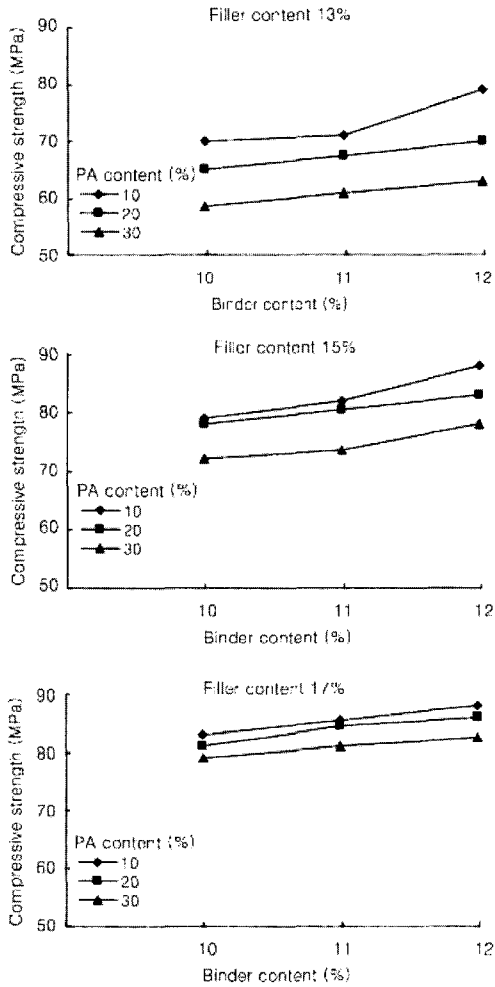 Filler content 13%
Compressive strength (MPa)
90
80
70
60
50
PA content (%)
10
20
30
10 11 12
Binder content (%)
Filler content 15%
Compressive strength (MPa)
90
80
70
60
50
PA content (%)
10
20
30
10 11 12
Binder content (%)
Filler content 17%
Compressive strength (MPa)
90
80
70
60
50
PA content (%)
10
20
30
10 11 12
Binder content (%)